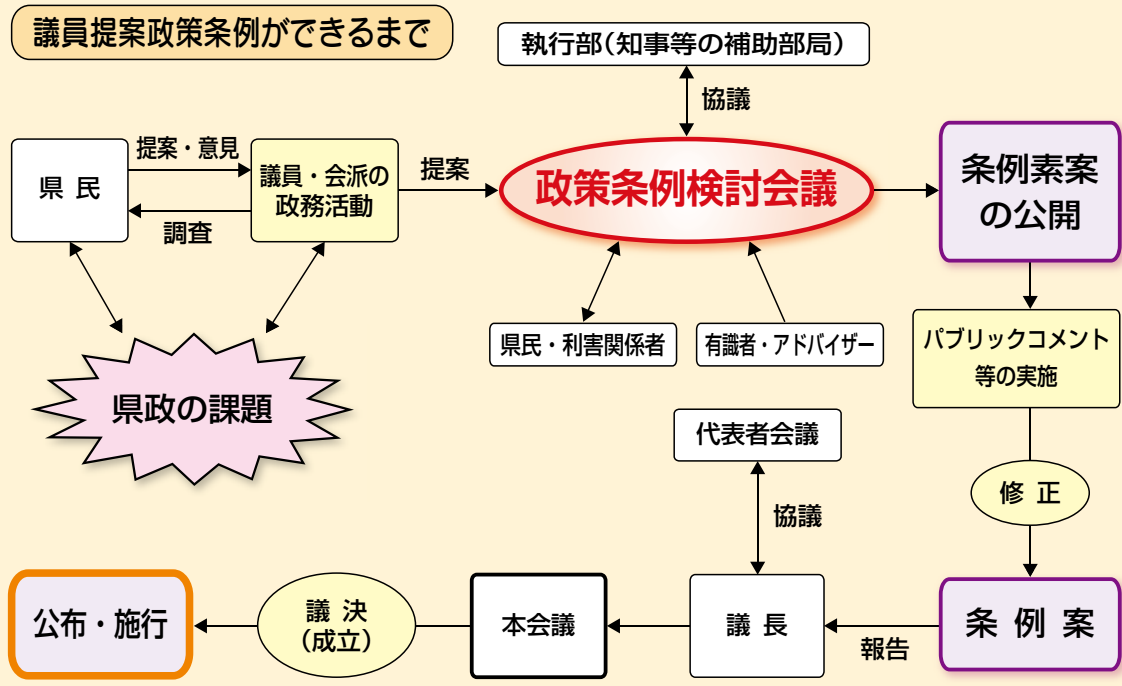 議員提案政策条例ができるまで
執行部(知事等の補助部局)
協議
県民
提案・意見
調査
議員・会派の
政務活動
提案
政策条例検討会議
条例素案
の公開
県民・利害関係者
有識者・アドバイザー
パブリックコメント
等の実施
県政の課題
代表者会議
協議
修正
公布・施行
議決
(成立)
本会議
議長
報告
条例案